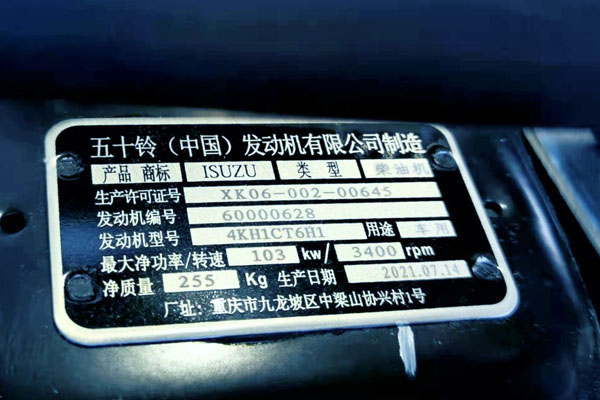 五十铃（中国）发动机有限公司制造
产品 商标 ISUZU 类 型 柴油机
生产许可证号 XK06-002-00645
发动机编号 60000628
发动机型号 4KH1CT6H1 用途 车用
最大净功率/转速 103 kw/ 3400 rpm
净质量 255 Kg 生产日期 2021.07.14
厂址：重庆市九龙坡区中梁山协兴村1号